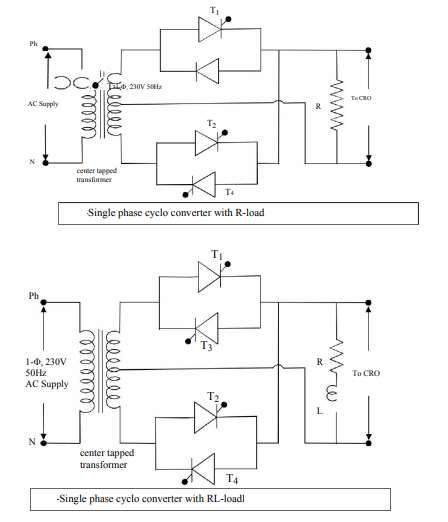 T1
Ph
1-Φ, 230V 50Hz
AC Supply
R
To CRO
T2
N
center tapped
transformer
T4
Single phase cyclo converter with R-load
T1
Ph
T3
1-Φ, 230V
50Hz
AC Supply
R
To CRO
T2
L
N
center tapped
transformer
T4
-Single phase cyclo converter with RL-load